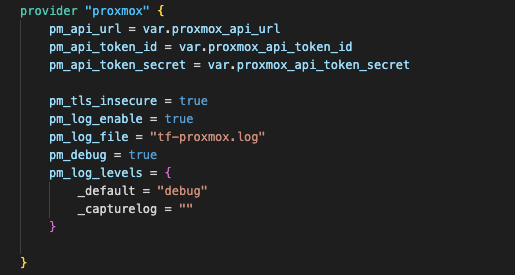 provider "proxmox" {
pm_api_url = var.proxmox_api_url
pm_api_token_id = var.proxmox_api_token_id
pm_api_token_secret = var.proxmox_api_token_secret
pm_tls_insecure = true
pm_log_enable = true
pm_log_file = "tf-proxmox.log"
pm_debug = true
pm_log_levels = {
_default = "debug"
_capturelog = ""
}
}